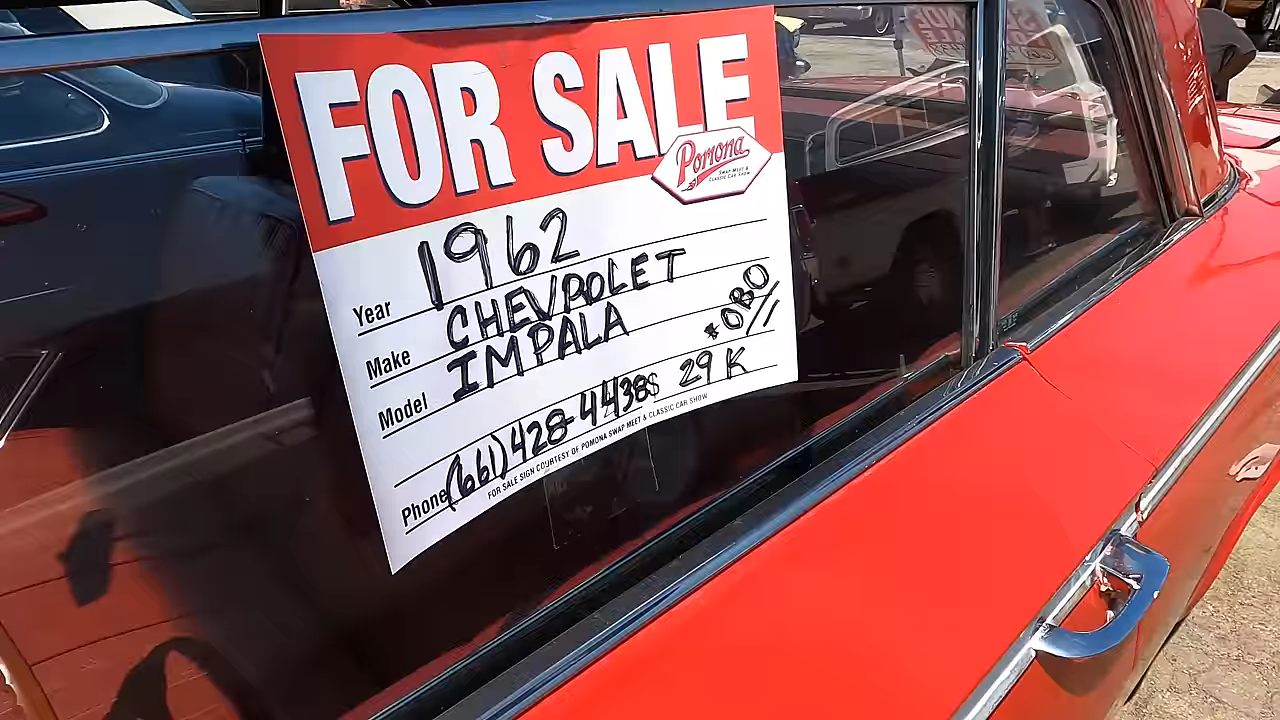 FOR SALE
Pomona
SWAP MEET &
CLASSIC CAR SHOW
Year 1962
Make CHEVROLET
Model IMPALA
OBO //
$ 29 K
Phone (661) 428-4438
FOR SALE SIGN COURTESY OF POMONA SWAP MEET & CLASSIC CAR SHOW